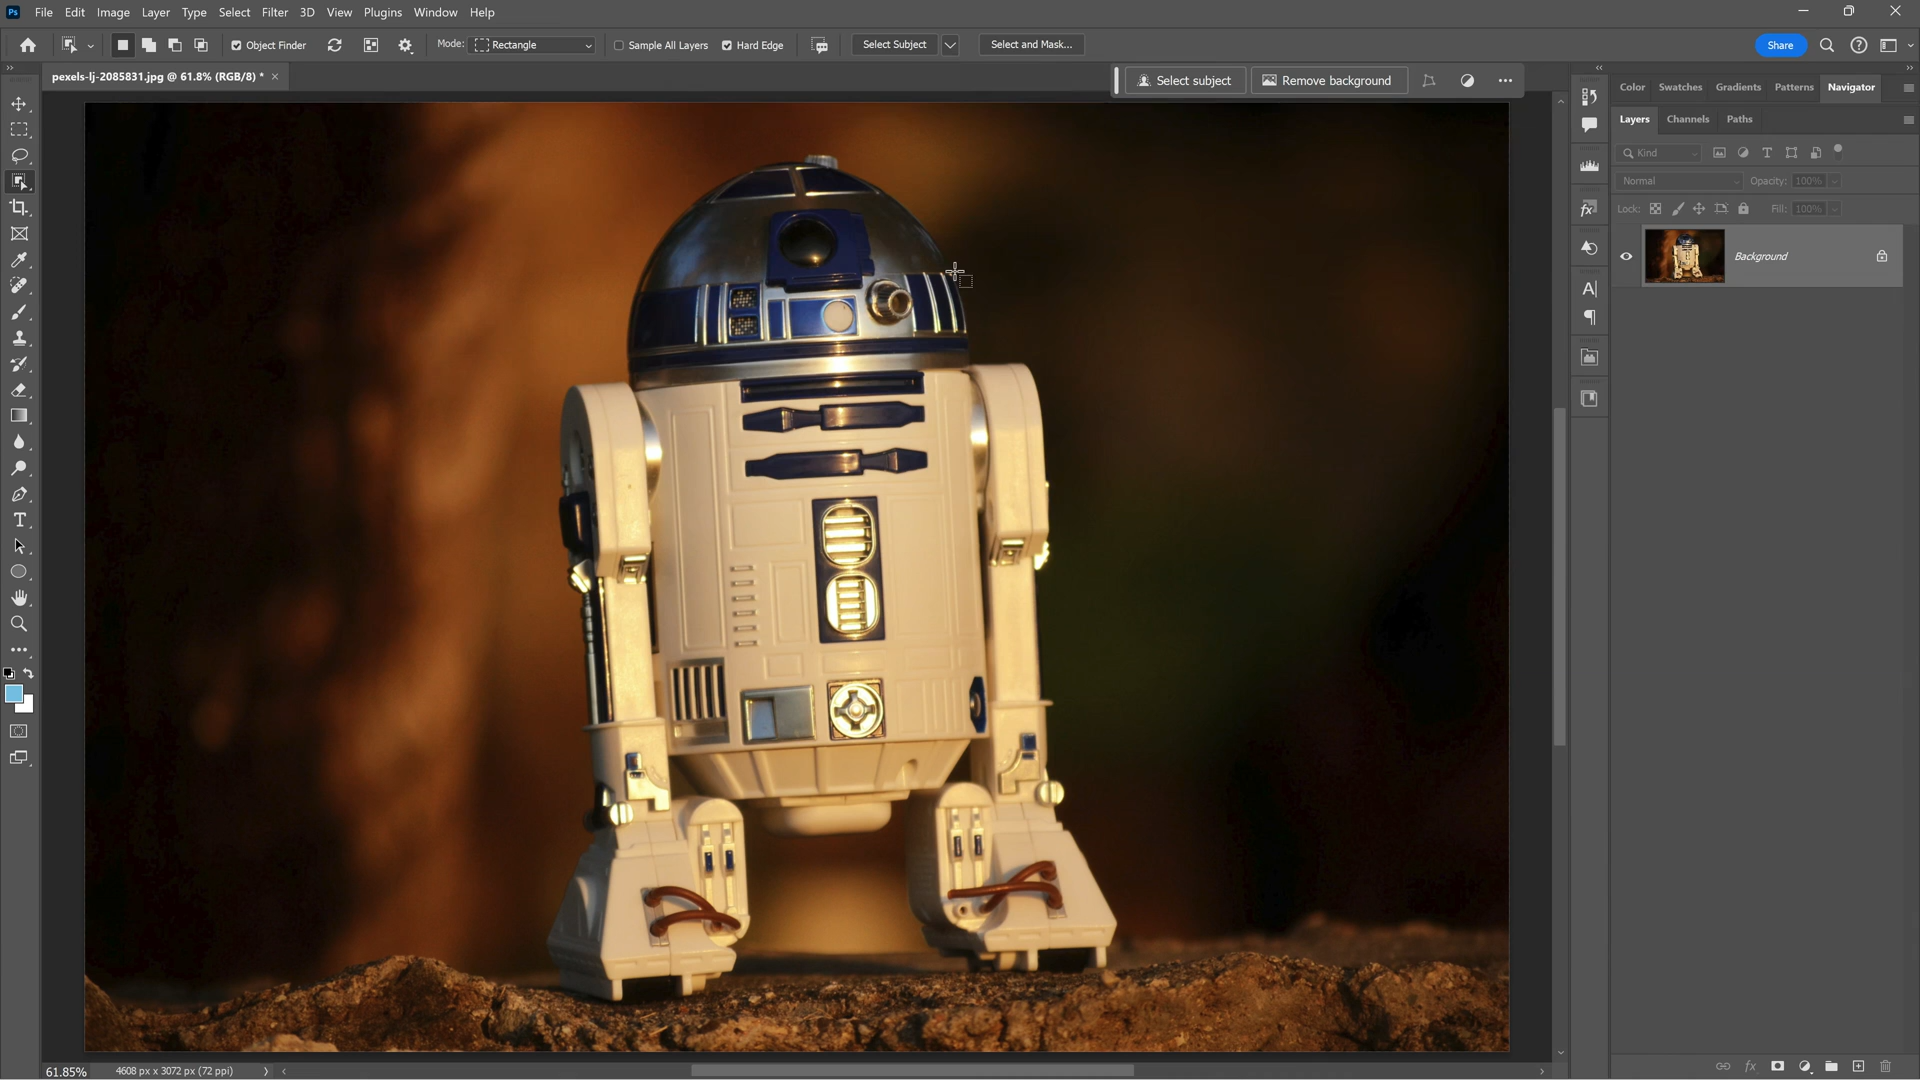 Ps File Edit Image Layer Type Select Filter 3D View Plugins Window Help
Object Finder Mode: Rectangle Sample All Layers Hard Edge Select Subject Select and Mask... Share
pexels-lj-2085831.jpg @ 61.8% (RGB/8) * ×
Select subject Remove background
Color Swatches Gradients Patterns Navigator
Layers Channels Paths
Kind
Normal Opacity: 100%
Lock: Fill: 100%
Background
61.85% 4608 px x 3072 px (72 ppi)